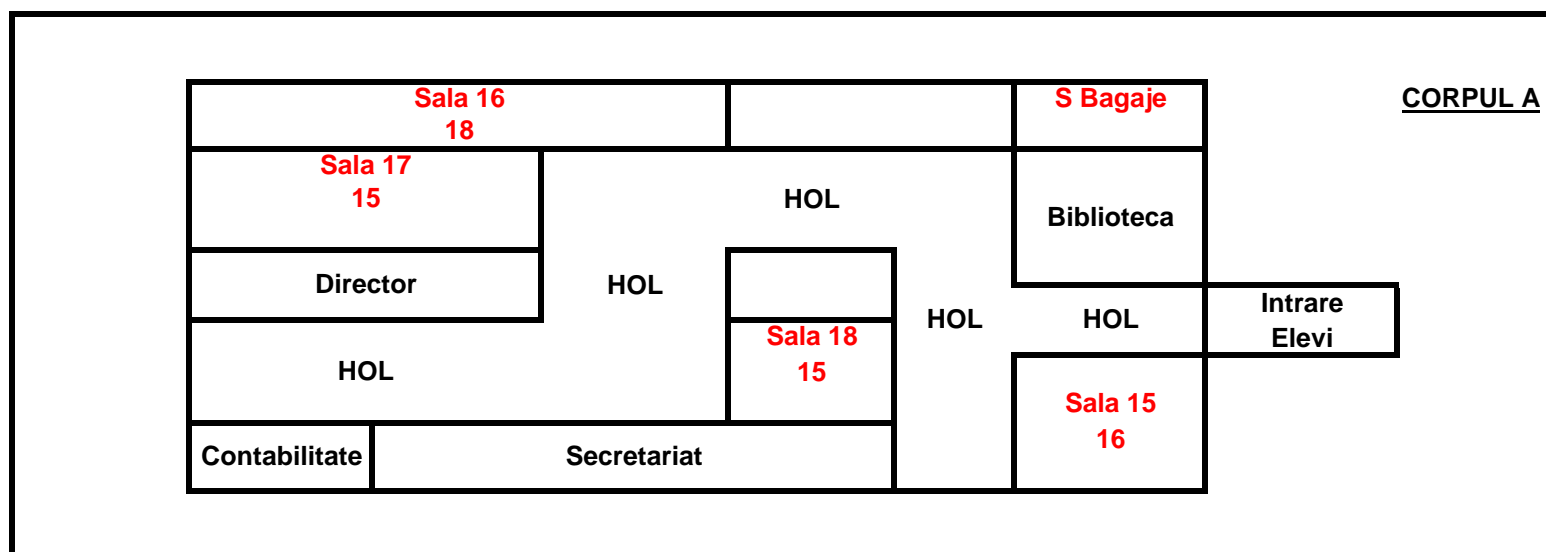 Sala 16
18
S Bagaje
CORPUL A
Sala 17
15
HOL
Biblioteca
Director
HOL
HOL
HOL
Intrare
Elevi
Sala 18
15
HOL
Sala 15
16
Contabilitate
Secretariat